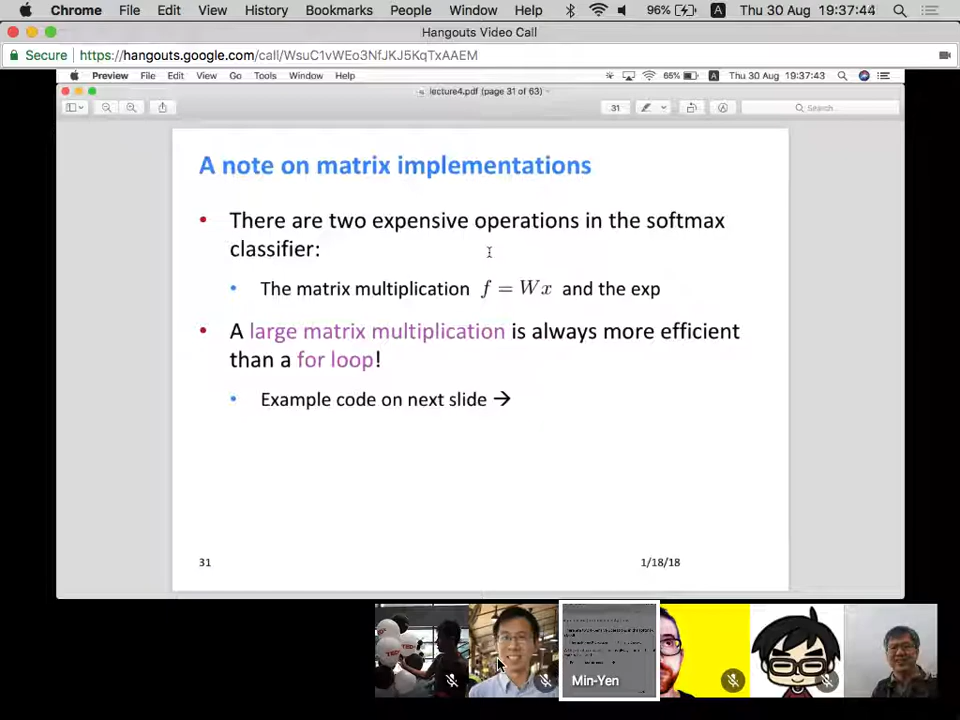 Chrome File Edit View History Bookmarks People Window Help 96% A Thu 30 Aug 19:37:44
Hangouts Video Call
Secure https://hangouts.google.com/call/WsuC1vWEo3NfJKJ5KqTxAAEM
Preview File Edit View Go Tools Window Help 65% A Thu 30 Aug 19:37:43
lecture4.pdf (page 31 of 63)
31 Search...
A note on matrix implementations
• There are two expensive operations in the softmax
classifier:
• The matrix multiplication f = Wx and the exp
• A large matrix multiplication is always more efficient
than a for loop!
• Example code on next slide →
31 1/18/18
Min-Yen